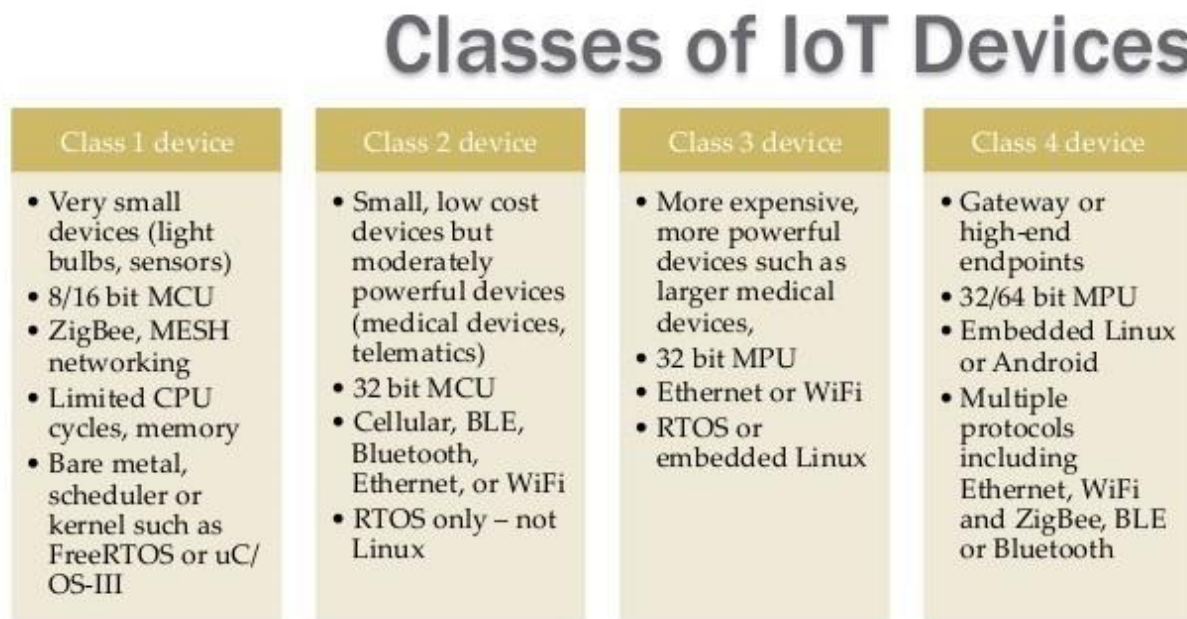 Classes of IoT Devices
Class 1 device
• Very small
devices (light
bulbs, sensors)
• 8/16 bit MCU
• ZigBee, MESH
networking
• Limited CPU
cycles, memory
• Bare metal,
scheduler or
kernel such as
FreeRTOS or uC/
OS-III
Class 2 device
• Small, low cost
devices but
moderately
powerful devices
(medical devices,
telematics)
• 32 bit MCU
• Cellular, BLE,
Bluetooth,
Ethernet, or WiFi
• RTOS only – not
Linux
Class 3 device
• More expensive,
more powerful
devices such as
larger medical
devices,
• 32 bit MPU
• Ethernet or WiFi
• RTOS or
embedded Linux
Class 4 device
• Gateway or
high-end
endpoints
• 32/64 bit MPU
• Embedded Linux
or Android
• Multiple
protocols
including
Ethernet, WiFi
and ZigBee, BLE
or Bluetooth